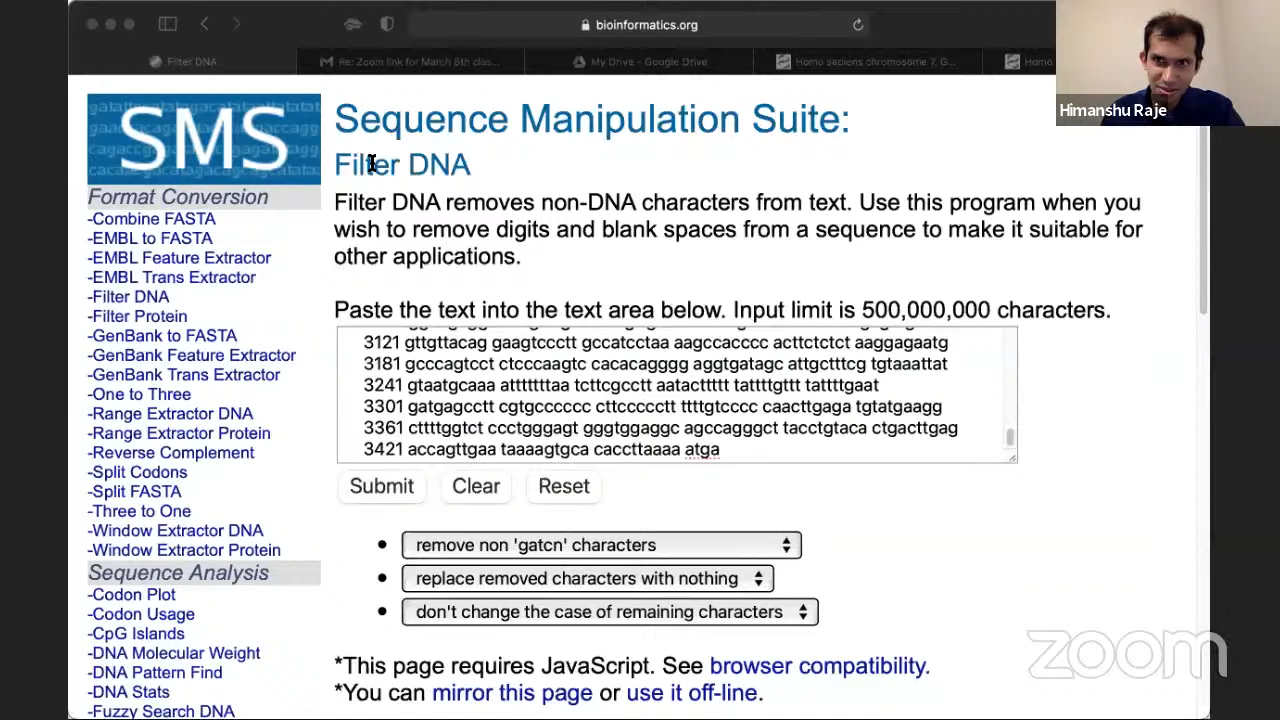 bioinformatics.org
Filter DNA
Re: Zoom link for March 8th clas...
My Drive - Google Drive
Homo sapiens chromosome 7, G...
Homo
Himanshu Raje
SMS
Sequence Manipulation Suite:
Filter DNA
Filter DNA removes non-DNA characters from text. Use this program when you
wish to remove digits and blank spaces from a sequence to make it suitable for
other applications.
Paste the text into the text area below. Input limit is 500,000,000 characters.
3121 gttgttacag gaagtccctt gccatcctaa aagccacccc acttctctct aaggagaatg
3181 gcccagtcct ctcccaagtc cacacagggg aggtgatagc attgctttcg tgtaaattat
3241 gtaatgcaaa atttttttaa tcttcgcctt aatacttttt tattttgttt tattttgaat
3301 gatgagcctt cgtgcccccc cttccccctt ttttgtcccc caacttgaga tgtatgaagg
3361 cttttggtct ccctgggagt gggtggaggc agccagggct tacctgtaca ctgacttgag
3421 accagttgaa taaaagtgca caccttaaaa atga
Submit
Clear
Reset
remove non 'gatcn' characters
replace removed characters with nothing
don't change the case of remaining characters
*This page requires JavaScript. See browser compatibility.
*You can mirror this page or use it off-line.
Format Conversion
-Combine FASTA
-EMBL to FASTA
-EMBL Feature Extractor
-EMBL Trans Extractor
-Filter DNA
-Filter Protein
-GenBank to FASTA
-GenBank Feature Extractor
-GenBank Trans Extractor
-One to Three
-Range Extractor DNA
-Range Extractor Protein
-Reverse Complement
-Split Codons
-Split FASTA
-Three to One
-Window Extractor DNA
-Window Extractor Protein
Sequence Analysis
-Codon Plot
-Codon Usage
-CpG Islands
-DNA Molecular Weight
-DNA Pattern Find
-DNA Stats
-Fuzzy Search DNA
zoom